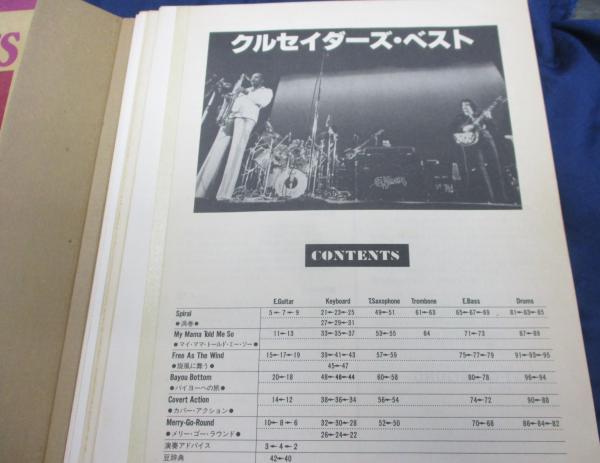 TS
クルセイダーズ・ベスト
CONTENTS
E.Guitar Keyboard T.Saxophone Trombone E.Bass Drums
Spiral 5←7←9 21←23←25 49←51 61←63 65←67←69 81←83←85
●渦巻● 27←29←31
My Mama Told Me So 11←13 33←35←37 53←55 64 71←73 87←89
●マイ・ママ・トールド・ミー・ソー●
Free As The Wind 15←17←19 39←41←43 57←59 75←77←79 91←93←95
●旋風に舞う● 45←47
Bayou Bottom 20←18 48←46←44 60←58 80←78 96←94
●バイヨーへの旅●
Covert Action 14←12 38←36←34 56←54 74←72 90←88
●カバー・アクション●
Merry-Go-Round 10←8←6 32←30←28 52←50 70←68 86←84←82
●メリー・ゴー・ラウンド● 26←24←22
演奏アドバイス 3←4←2
豆辞典 42←40